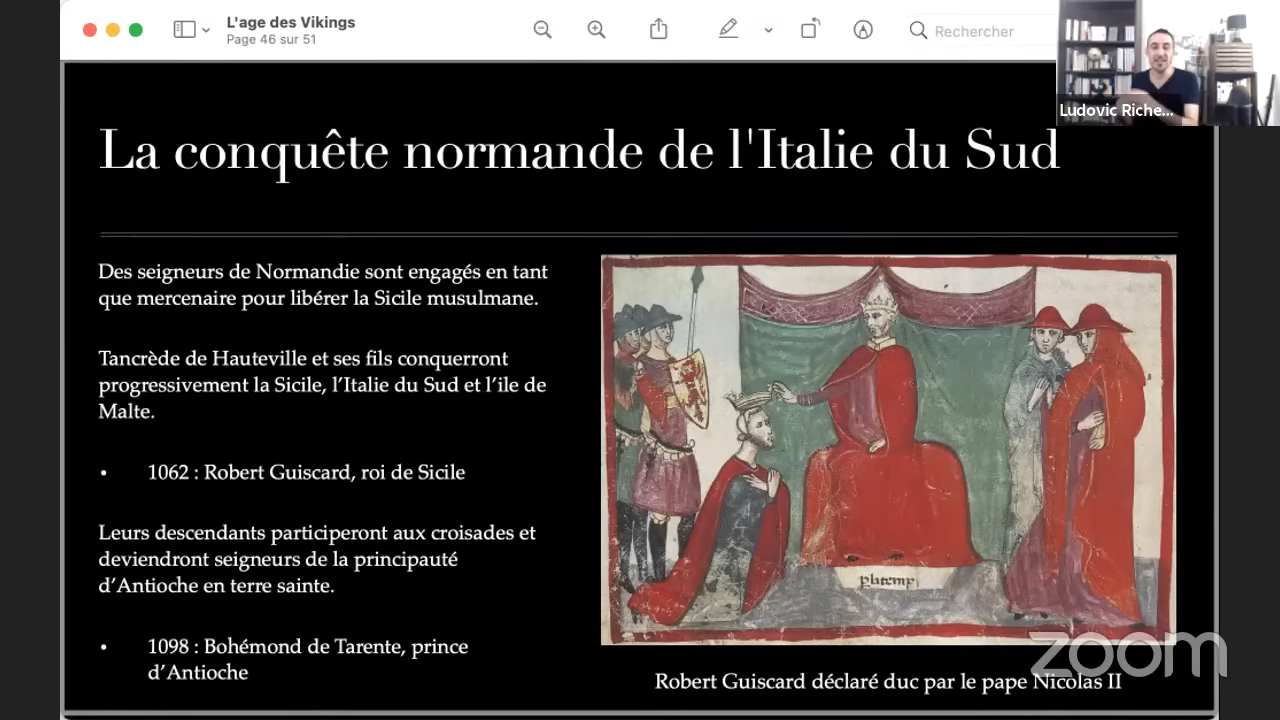 L'age des Vikings
Page 46 sur 51
Rechercher
Ludovic Riche...
La conquête normande de l'Italie du Sud
Des seigneurs de Normandie sont engagés en tant
que mercenaire pour libérer la Sicile musulmane.
Tancrède de Hauteville et ses fils conquerront
progressivement la Sicile, l’Italie du Sud et l’ile de
Malte.
• 1062 : Robert Guiscard, roi de Sicile
Leurs descendants participeront aux croisades et
deviendront seigneurs de la principauté
d’Antioche en terre sainte.
• 1098 : Bohémond de Tarente, prince
d’Antioche
Robert Guiscard déclaré duc par le pape Nicolas II
zoom